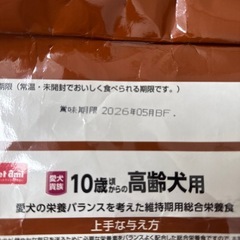 期限(常温・未開封でおいしく食べられる期限です。)
賞味期限 2026年05月BF.
愛犬
貴族
10歳頃からの高齢犬用
愛犬の栄養バランスを考えた維持期用総合栄養食
上手な与え方